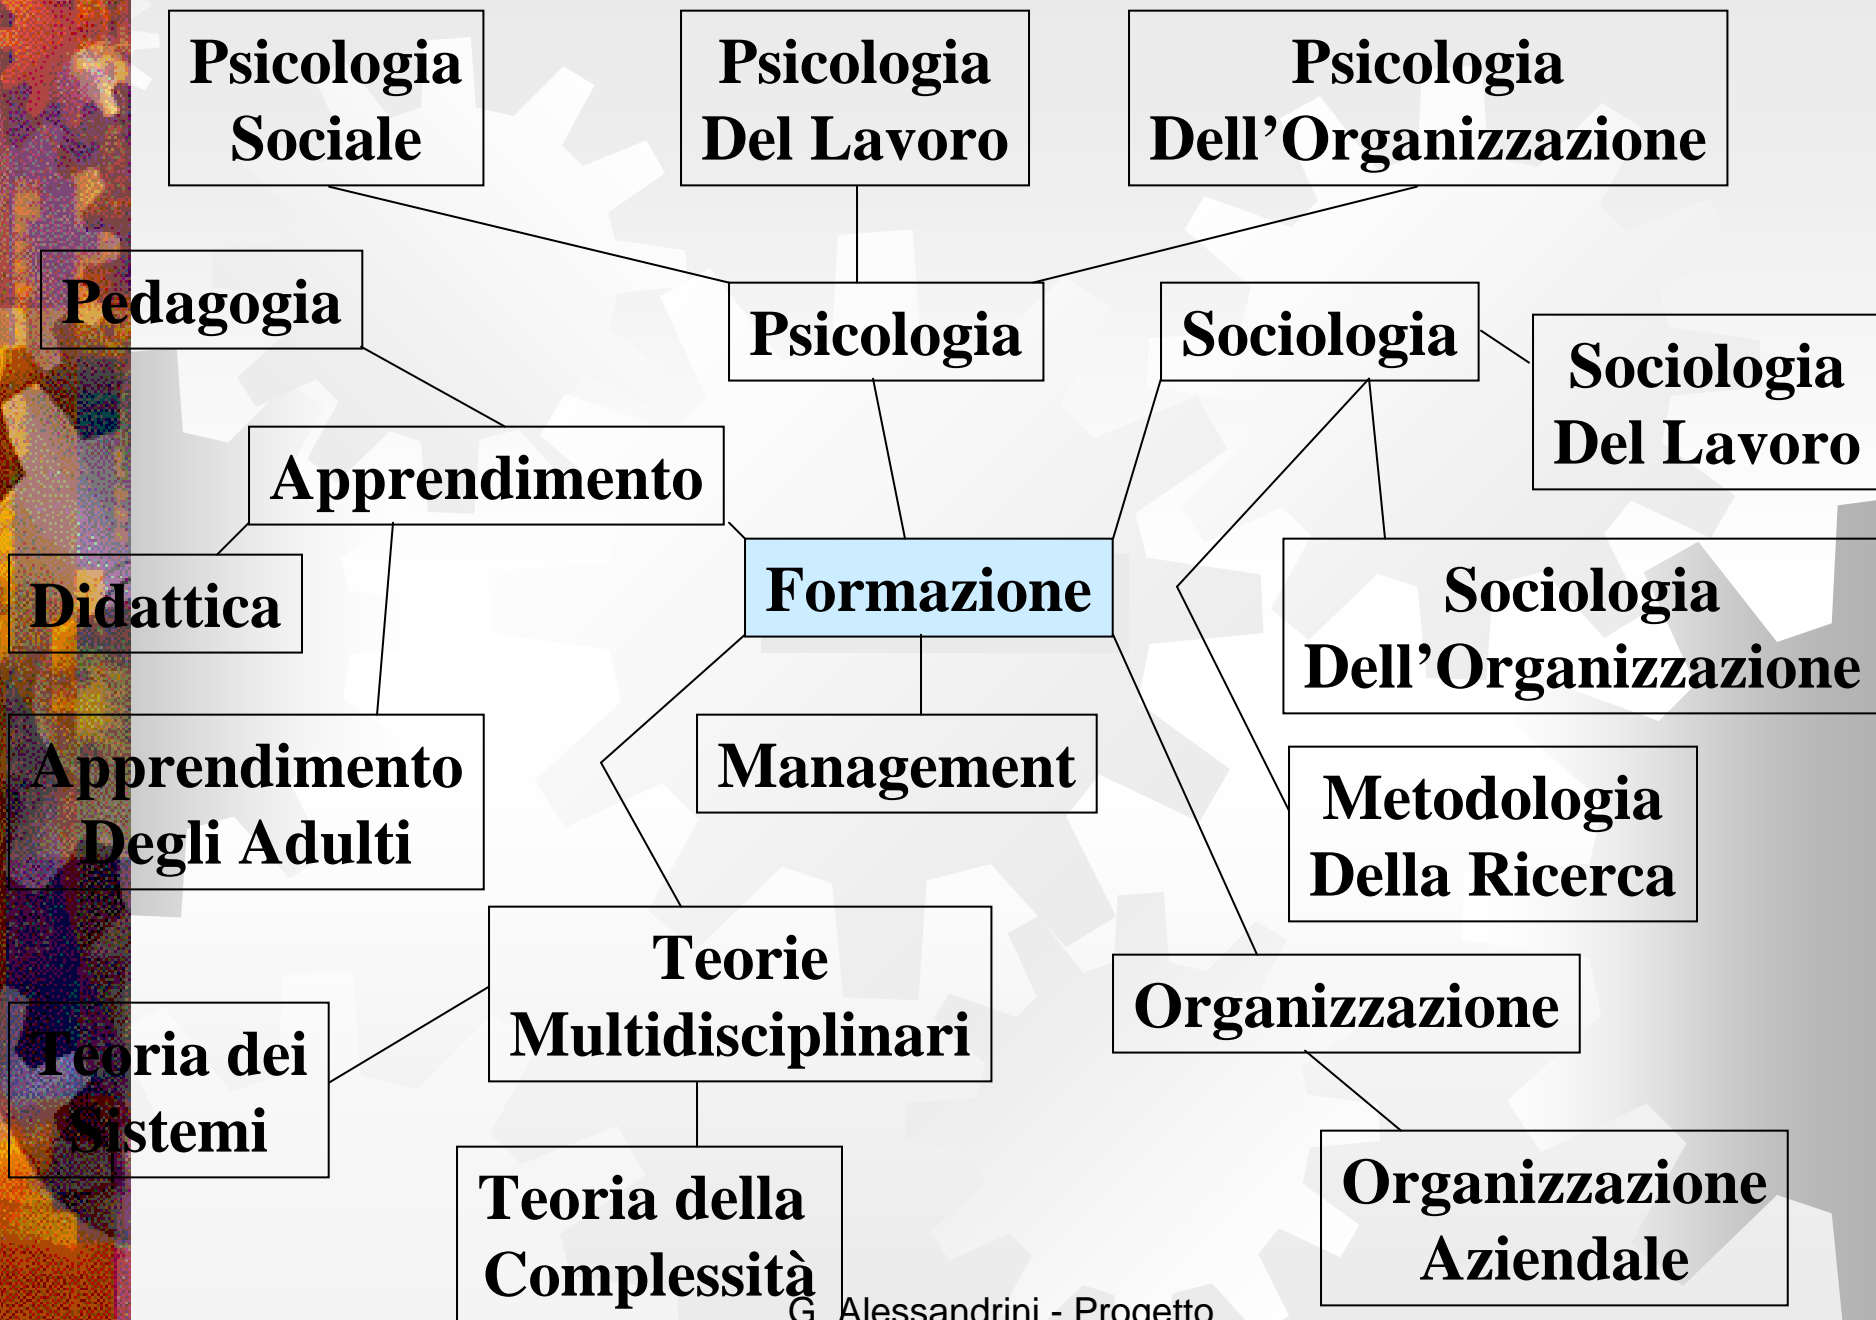 Psicologia
Sociale
Psicologia
Del Lavoro
Psicologia
Dell’Organizzazione
Pedagogia
Psicologia
Sociologia
Sociologia
Del Lavoro
Apprendimento
Didattica
Formazione
Sociologia
Dell’Organizzazione
Apprendimento
Degli Adulti
Management
Metodologia
Della Ricerca
Teorie
Multidisciplinari
Organizzazione
Teoria dei
Sistemi
Teoria della
Complessità
Organizzazione
Aziendale
G. Alessandrini - Progetto